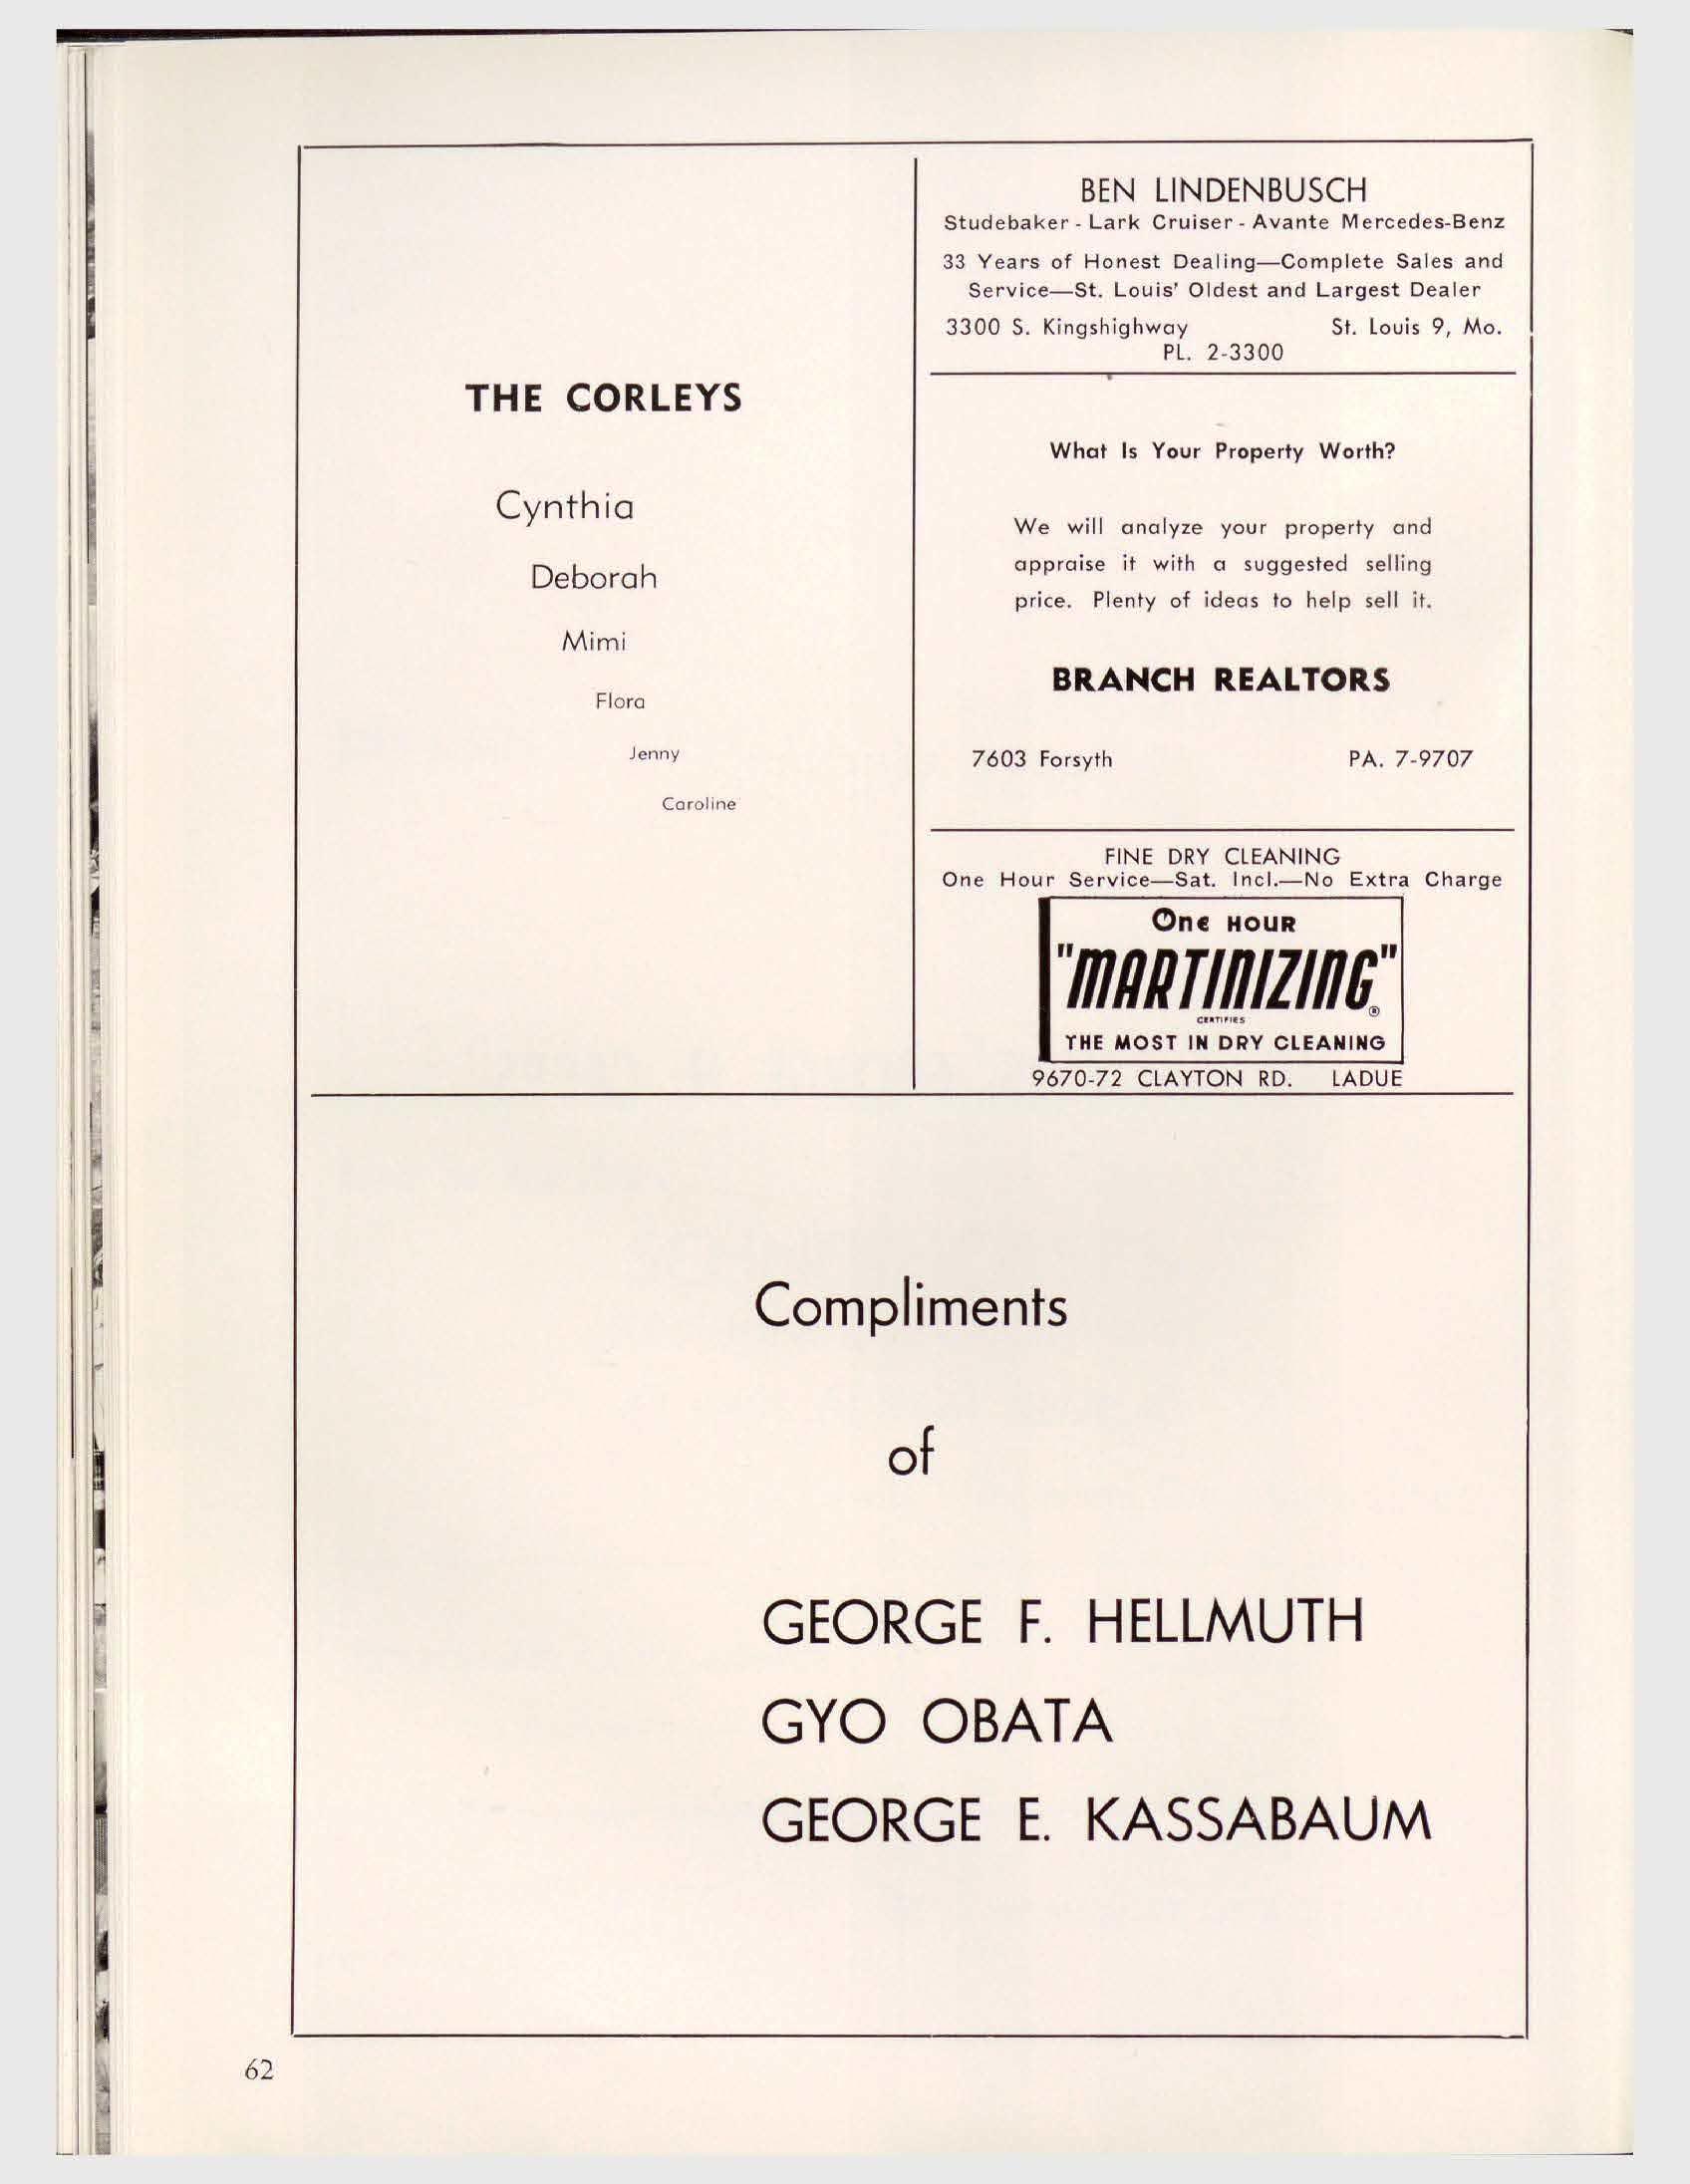 THE CORLEYS
Cynthia
Deborah
Mimi
Flora
Jenny
Caroline
BEN LINDENBUSCH
Studebaker - Lark Cruiser - Avante Mercedes-Benz
33 Years of Honest Dealing—Complete Sales and
Service—St. Louis' Oldest and Largest Dealer
3300 S. Kingshighway St. Louis 9, Mo.
PL. 2-3300
What Is Your Property Worth?
We will analyze your property and
appraise it with a suggested selling
price. Plenty of ideas to help sell it.
BRANCH REALTORS
7603 Forsyth PA. 7-9707
FINE DRY CLEANING
One Hour Service—Sat. Incl.—No Extra Charge
One HOUR
"MARTINIZING"®
CERTIFIES
THE MOST IN DRY CLEANING
9670-72 CLAYTON RD. LADUE
Compliments
of
GEORGE F. HELLMUTH
GYO OBATA
GEORGE E. KASSABAUM
62